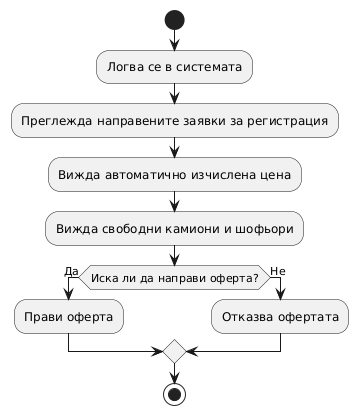 Логва се в системата
Преглежда направените заявки за регистрация
Вижда автоматично изчислена цена
Вижда свободни камиони и шофьори
Да
Иска ли да направи оферта?
Не
Прави оферта
Отказва офертата